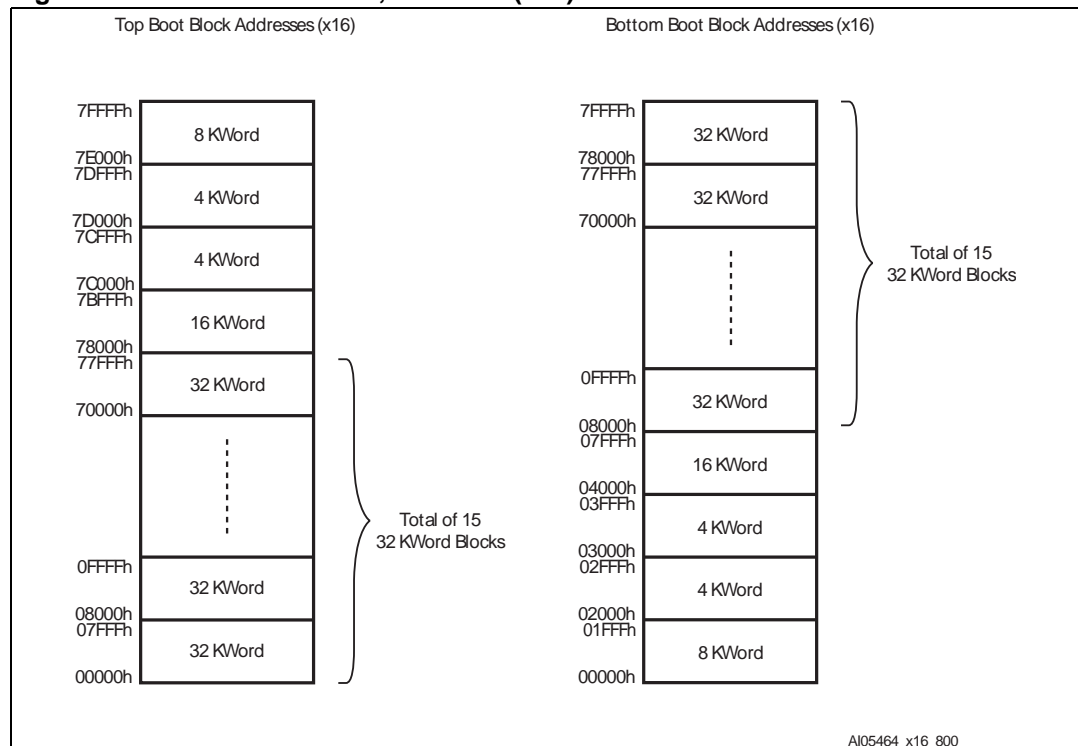 Top Boot Block Addresses (x16)
7FFFFh
8 KWord
7E000h
7DFFFh
4 KWord
7D000h
7CFFFh
4 KWord
7C000h
7BFFFh
16 KWord
78000h
77FFFh
32 KWord
70000h
Total of 15
32 KWord Blocks
0FFFFh
32 KWord
08000h
07FFFh
32 KWord
00000h
Bottom Boot Block Addresses (x16)
7FFFFh
32 KWord
78000h
77FFFh
32 KWord
70000h
Total of 15
32 KWord Blocks
0FFFFh
32 KWord
08000h
07FFFh
16 KWord
04000h
03FFFh
4 KWord
03000h
02FFFh
4 KWord
02000h
01FFFh
8 KWord
00000h
AI05464_x16_800